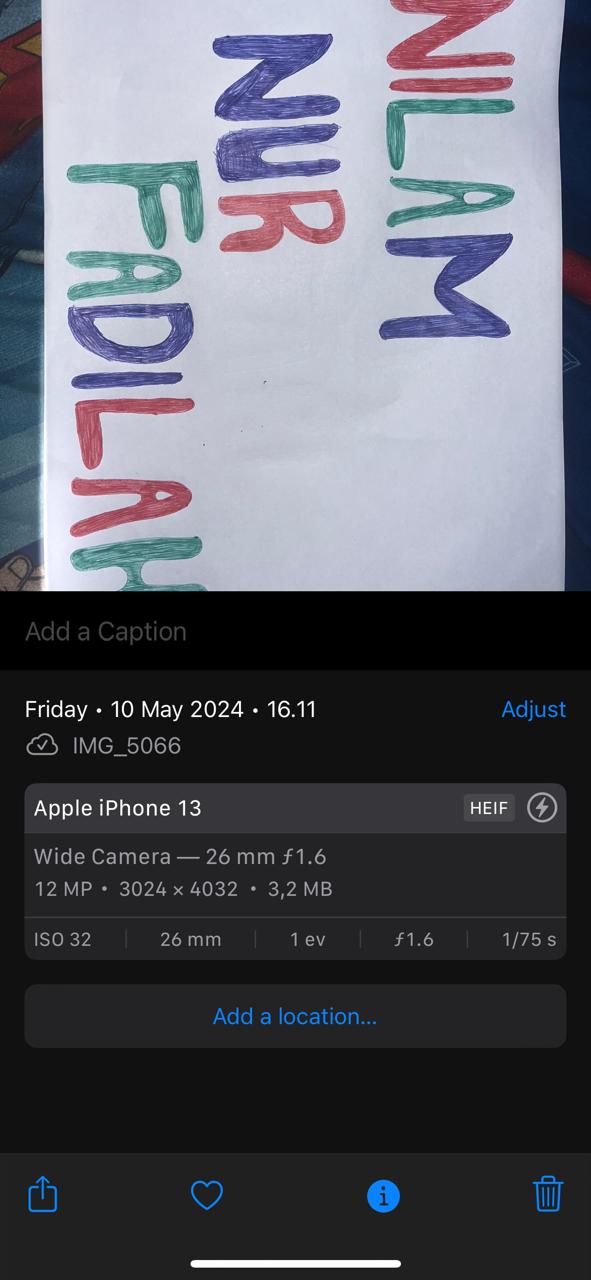 NILAM
NUR
FADILAH
Add a Caption
Friday • 10 May 2024 • 16.11
Adjust
IMG_5066
Apple iPhone 13
HEIF
Wide Camera — 26 mm ƒ1.6
12 MP • 3024 × 4032 • 3,2 MB
ISO 32
26 mm
1 ev
ƒ1.6
1/75 s
Add a location...